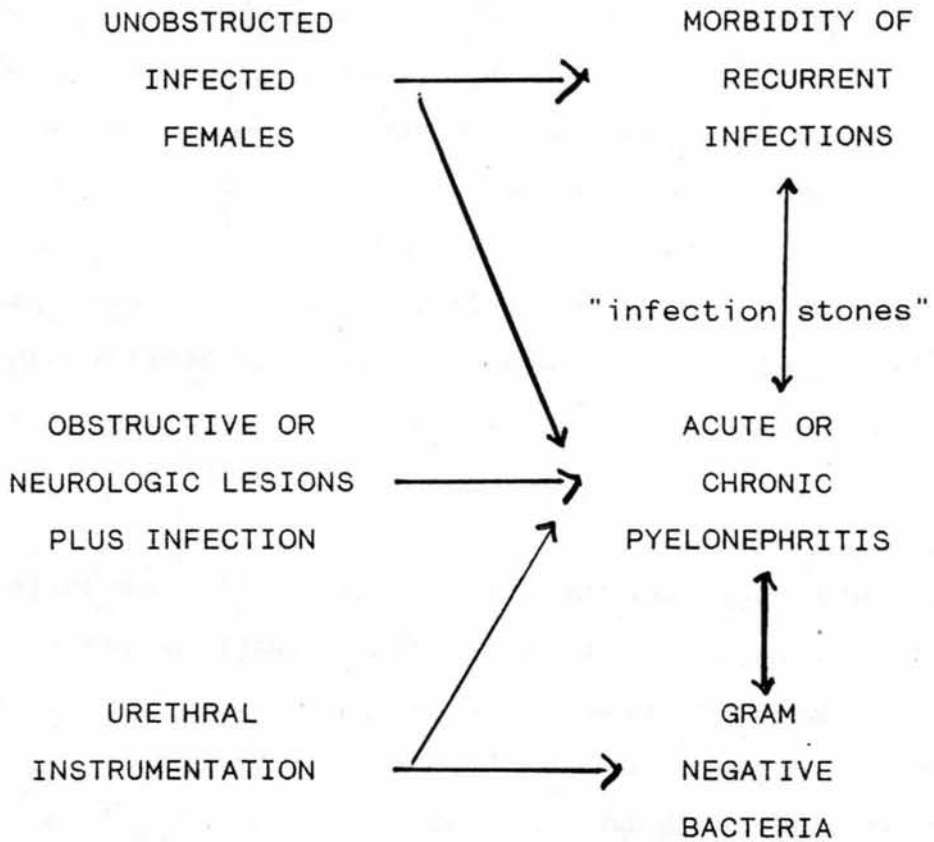 UNOBSTRUCTED
INFECTED
FEMALES
MORBIDITY OF
RECURRENT
INFECTIONS
"infection stones"
OBSTRUCTIVE OR
NEUROLOGIC LESIONS
PLUS INFECTION
ACUTE OR
CHRONIC
PYELONEPHRITIS
URETHRAL
INSTRUMENTATION
GRAM
NEGATIVE
BACTERIA